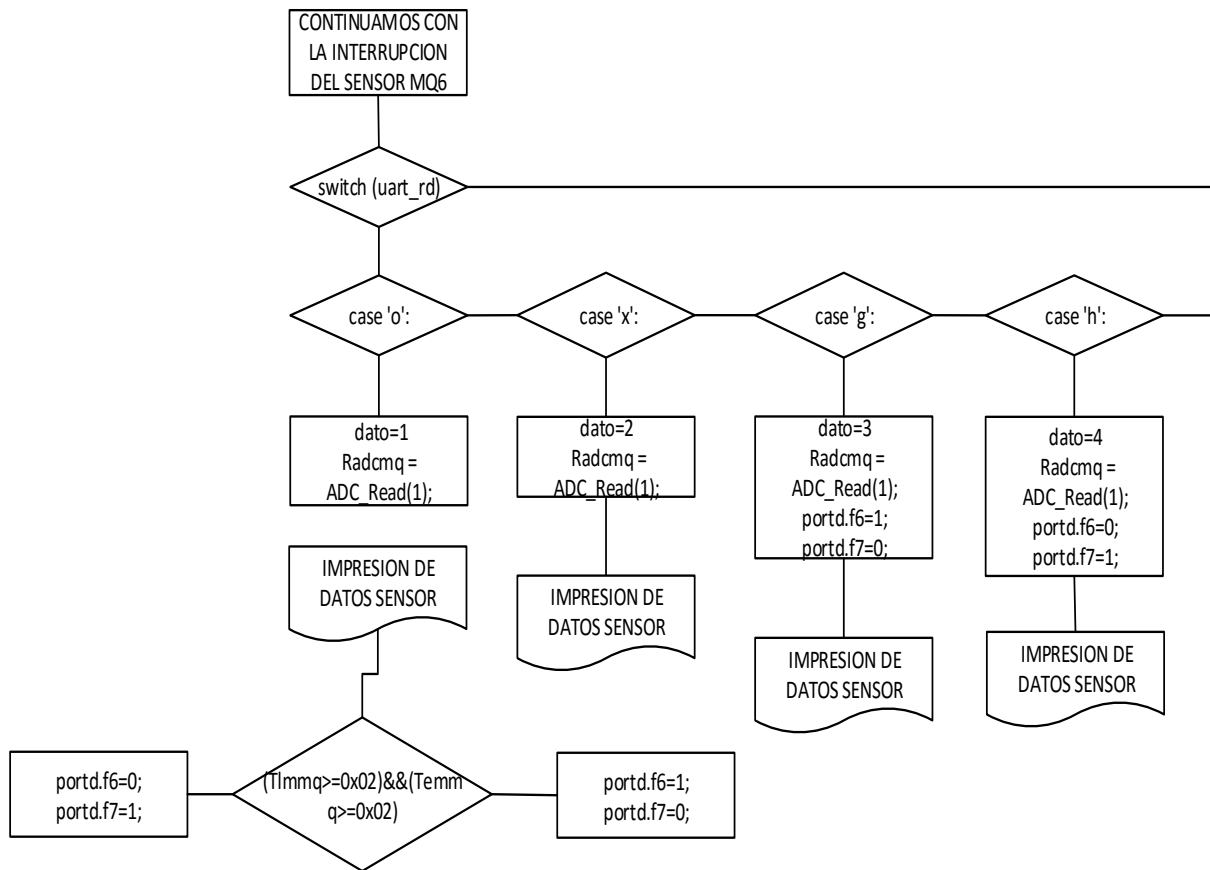 CONTINUAMOS CON
LA INTERRUPCION
DEL SENSOR MQ6
switch (uart_rd)
case 'o':
case 'x':
case 'g':
case 'h':
dato=1
Radcmq =
ADC_Read(1);
dato=2
Radcmq =
ADC_Read(1);
dato=3
Radcmq =
ADC_Read(1);
portd.f6=1;
portd.f7=0;
dato=4
Radcmq =
ADC_Read(1);
portd.f6=0;
portd.f7=1;
IMPRESION DE
DATOS SENSOR
IMPRESION DE
DATOS SENSOR
IMPRESION DE
DATOS SENSOR
IMPRESION DE
DATOS SENSOR
portd.f6=0;
portd.f7=1;
(TImmq>=0x02)&&(Temm
q>=0x02)
portd.f6=1;
portd.f7=0;